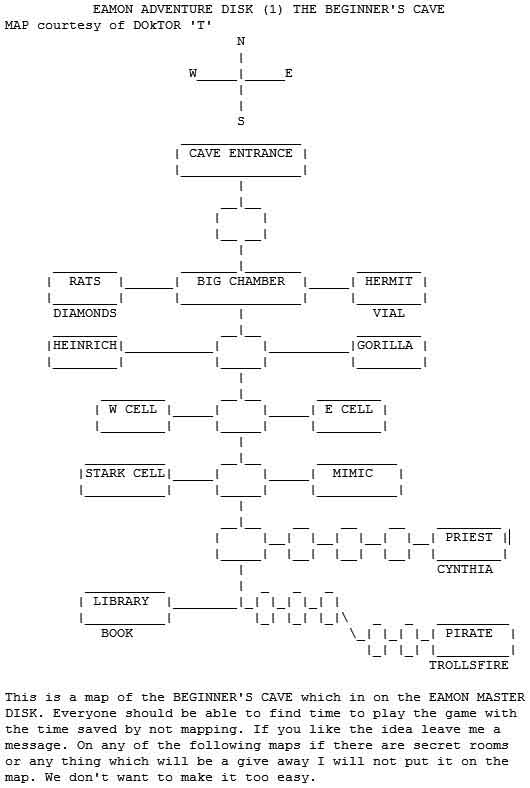 EAMON ADVENTURE DISK (1) THE BEGINNER'S CAVE
MAP courtesy of DOkTOR 'T'
N
W E
S
CAVE ENTRANCE
RATS BIG CHAMBER HERMIT
DIAMONDS VIAL
HEINRICH GORILLA
W CELL E CELL
STARK CELL MIMIC
PRIEST
CYNTHIA
LIBRARY
BOOK PIRATE
TROLLSFIRE
This is a map of the BEGINNER'S CAVE which in on the EAMON MASTER
DISK. Everyone should be able to find time to play the game with
the time saved by not mapping. If you like the idea leave me a
message. On any of the following maps if there are secret rooms
or any thing which will be a give away I will not put it on the
map. We don't want to make it too easy.